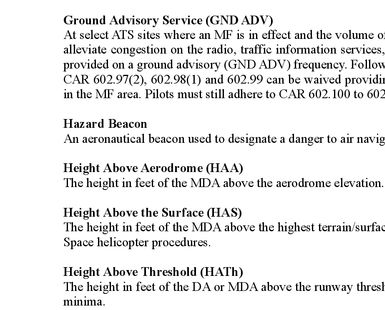 Ground Advisory Service (GND ADV)
At select ATS sites where an MF is in effect and the volume of
alleviate congestion on the radio, traffic information services,
provided on a ground advisory (GND ADV) frequency. Follow
CAR 602.97(2), 602.98(1) and 602.99 can be waived providin
in the MF area. Pilots must still adhere to CAR 602.100 to 602
Hazard Beacon
An aeronautical beacon used to designate a danger to air navig
Height Above Aerodrome (HAA)
The height in feet of the MDA above the aerodrome elevation.
Height Above the Surface (HAS)
The height in feet of the MDA above the highest terrain/surfac
Space helicopter procedures.
Height Above Threshold (HATh)
The height in feet of the DA or MDA above the runway thresh
minima.